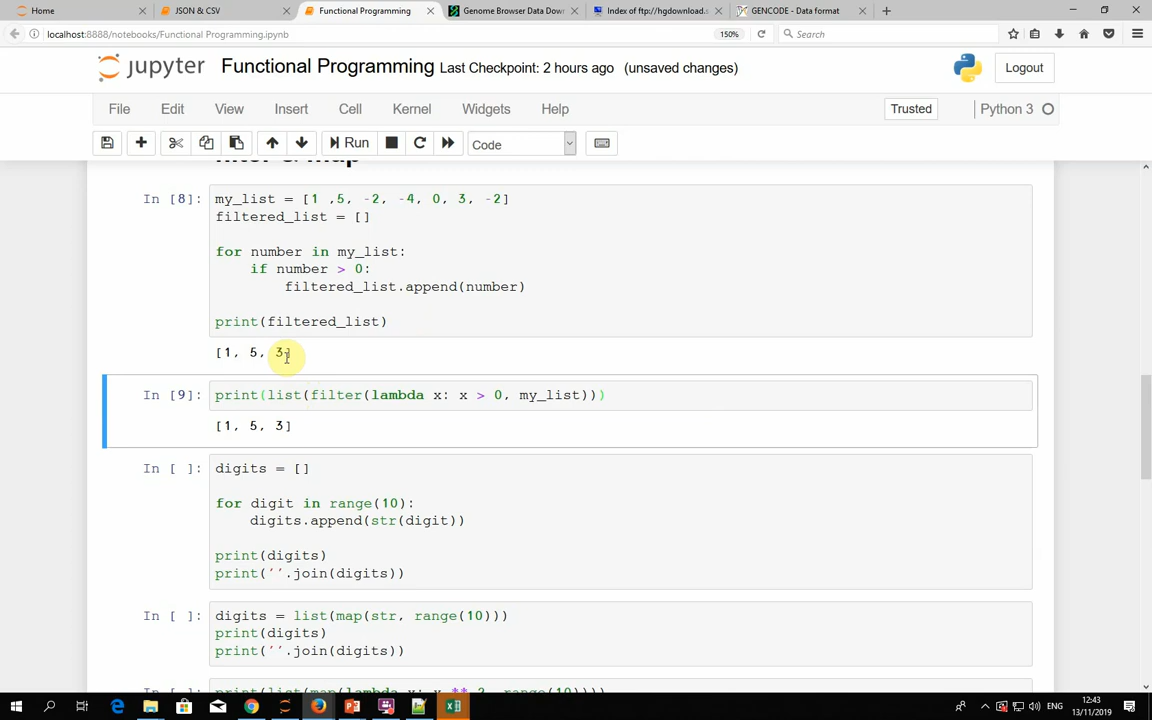 Home
JSON & CSV
Functional Programming
Genome Browser Data Dow
Index of ftp://hgdownload.s
GENCODE - Data format
localhost:8888/notebooks/Functional Programming.ipynb
150%
Search
jupyter
Functional Programming Last Checkpoint: 2 hours ago (unsaved changes)
Logout
File
Edit
View
Insert
Cell
Kernel
Widgets
Help
Trusted
Python 3
Run
Code
filter & map
In [8]: my_list = [1 ,5, -2, -4, 0, 3, -2]
filtered_list = []
for number in my_list:
if number > 0:
filtered_list.append(number)
print(filtered_list)
[1, 5, 3]
In [9]: print(list(filter(lambda x: x > 0, my_list)))
[1, 5, 3]
In [ ]: digits = []
for digit in range(10):
digits.append(str(digit))
print(digits)
print(''.join(digits))
In [ ]: digits = list(map(str, range(10)))
print(digits)
print(''.join(digits))
In [ ]: print(list(map(lambda x: x ** 2, range(10))))
ENG
12:43
13/11/2019